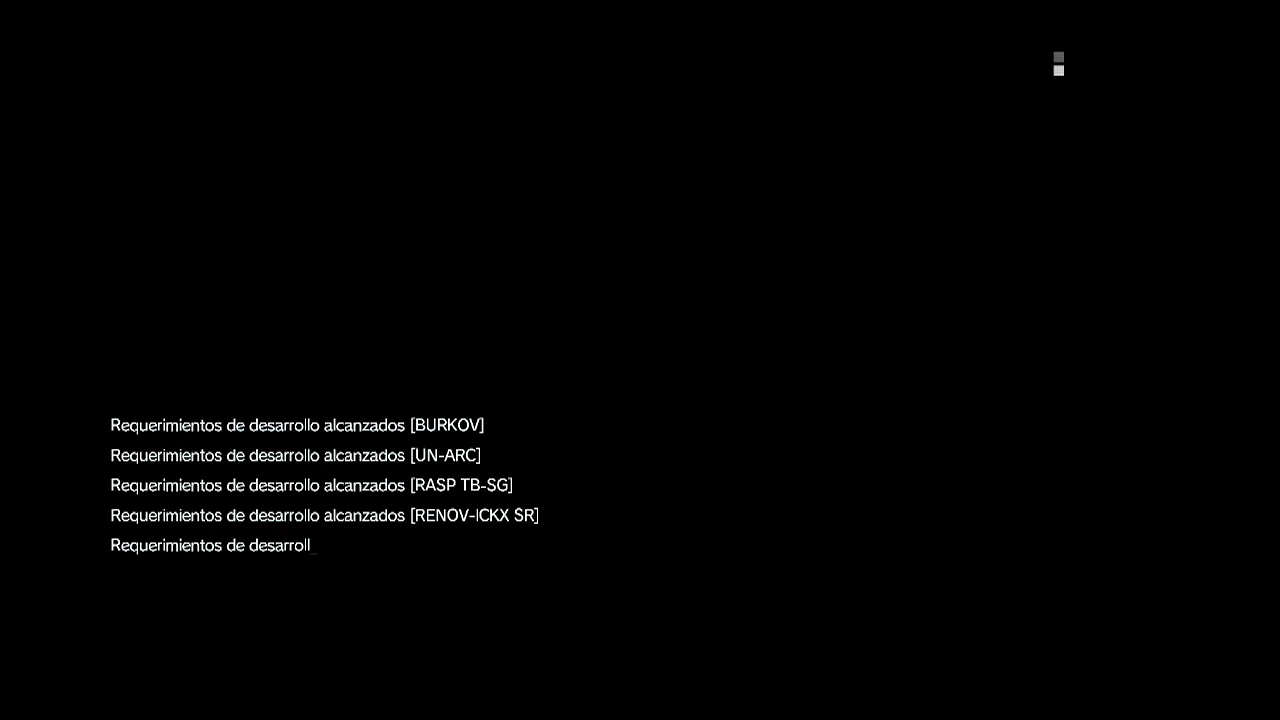 Requerimientos de desarrollo alcanzados [BURKOV]
Requerimientos de desarrollo alcanzados [UN-ARC]
Requerimientos de desarrollo alcanzados [RASP TB-SG]
Requerimientos de desarrollo alcanzados [RENOV-ICKX SR]
Requerimientos de desarroll_